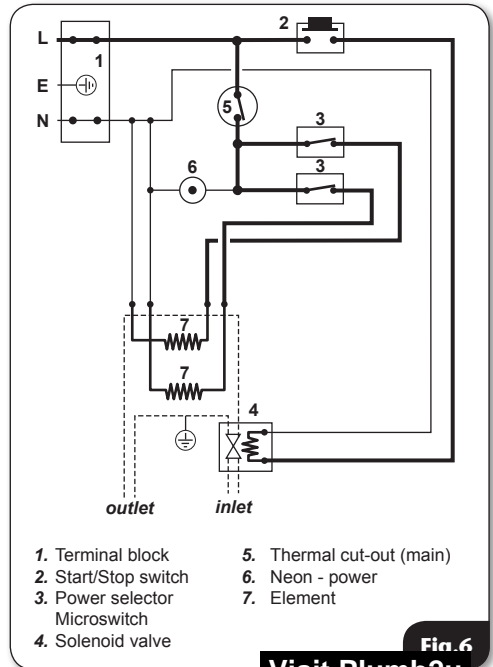 L
1
2
E
N
5
3
3
6
7
7
4
outlet
inlet
1. Terminal block
2. Start/Stop switch
3. Power selector
Microswitch
4. Solenoid valve
5. Thermal cut-out (main)
6. Neon - power
7. Element
Fig.6